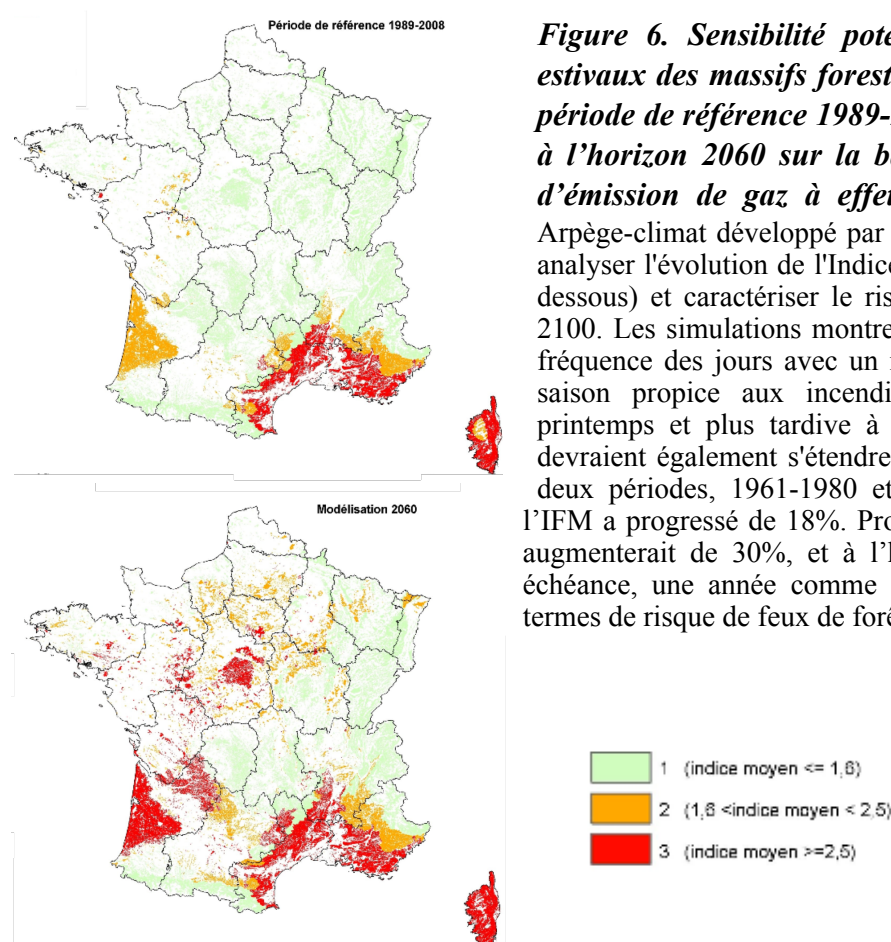 Période de référence 1989-2008
Modélisation 2060
Figure 6. Sensibilité pote
estivaux des massifs forest
période de référence 1989-
à l’horizon 2060 sur la b
d’émission de gaz à effe
Arpège-climat développé par
analyser l'évolution de l'Indice
dessous) et caractériser le ris
2100. Les simulations montre
fréquence des jours avec un
saison propice aux incendi
printemps et plus tardive à
devraient également s'étendre
deux périodes, 1961-1980 et
l’IFM a progressé de 18%. Pro
augmenterait de 30%, et à l’
échéance, une année comme
termes de risque de feux de for
1 (indice moyen <= 1,6)
2 (1,6 <indice moyen < 2,5)
3 (indice moyen >=2,5)